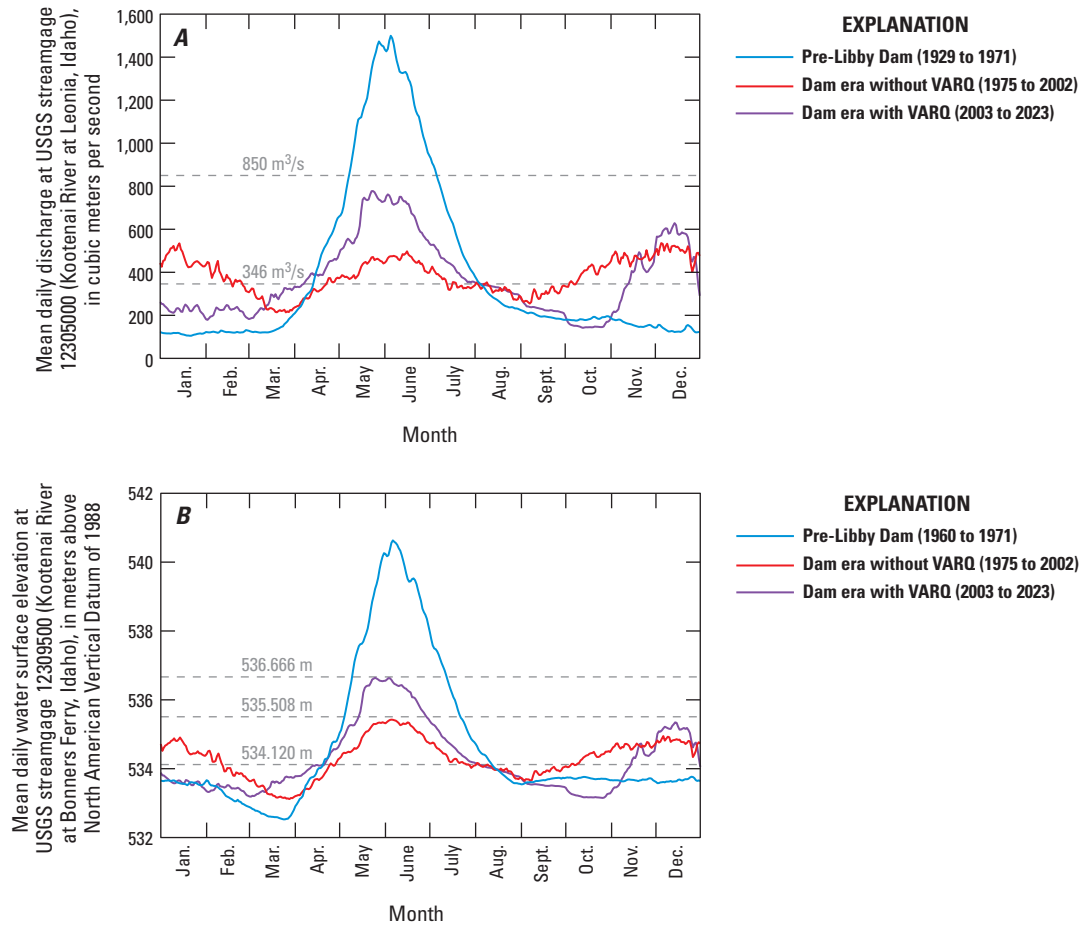 Mean daily discharge at USGS streamgage
12305000 (Kootenai River at Leonia, Idaho),
in cubic meters per second
1,600
1,400
1,200
1,000
800
600
400
200
0
A
850 m³/s
346 m³/s
Jan.
Feb.
Mar.
Apr.
May
June
July
Aug.
Sept.
Oct.
Nov.
Dec.
Month
EXPLANATION
Pre-Libby Dam (1929 to 1971)
Dam era without VARQ (1975 to 2002)
Dam era with VARQ (2003 to 2023)
Mean daily water surface elevation at
USGS streamgage 12309500 (Kootenai River
at Bonners Ferry, Idaho), in meters above
North American Vertical Datum of 1988
542
540
538
536
534
532
B
536.666 m
535.508 m
534.120 m
Jan.
Feb.
Mar.
Apr.
May
June
July
Aug.
Sept.
Oct.
Nov.
Dec.
Month
EXPLANATION
Pre-Libby Dam (1960 to 1971)
Dam era without VARQ (1975 to 2002)
Dam era with VARQ (2003 to 2023)